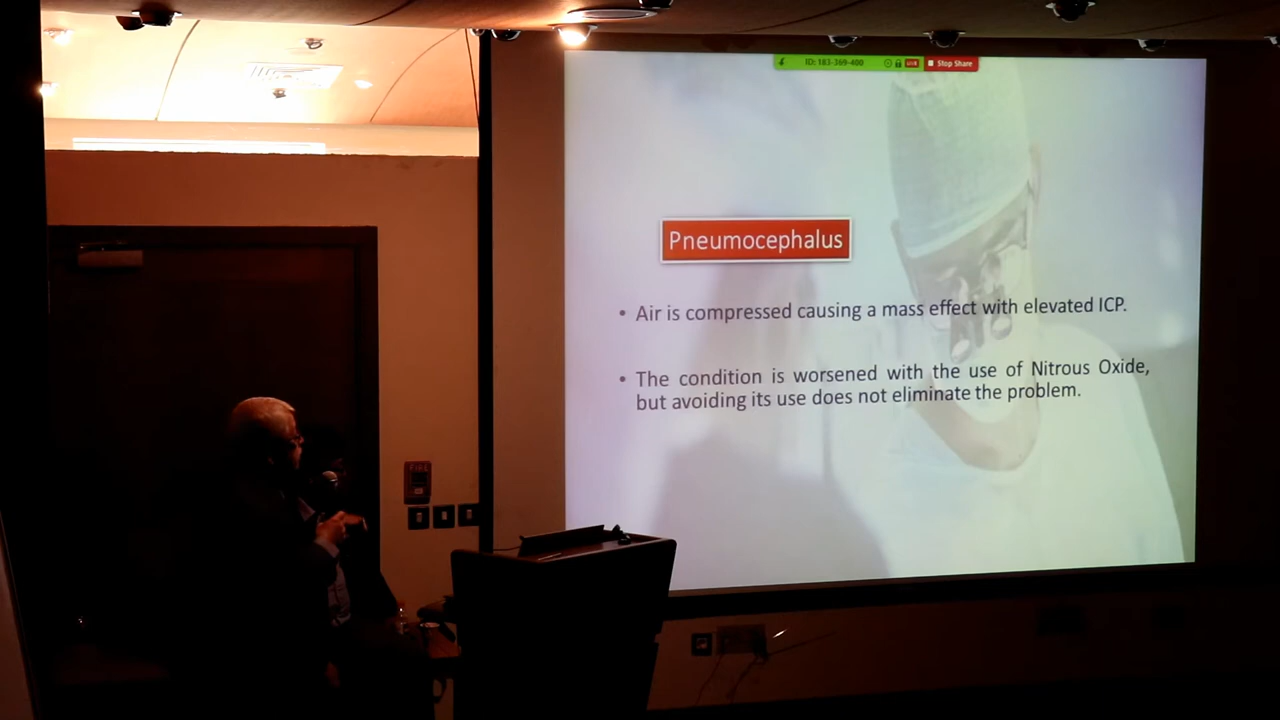 ID: 183-369-400
Stop Share
Pneumocephalus
• Air is compressed causing a mass effect with elevated ICP.
• The condition is worsened with the use of Nitrous Oxide,
but avoiding its use does not eliminate the problem.
FIRE